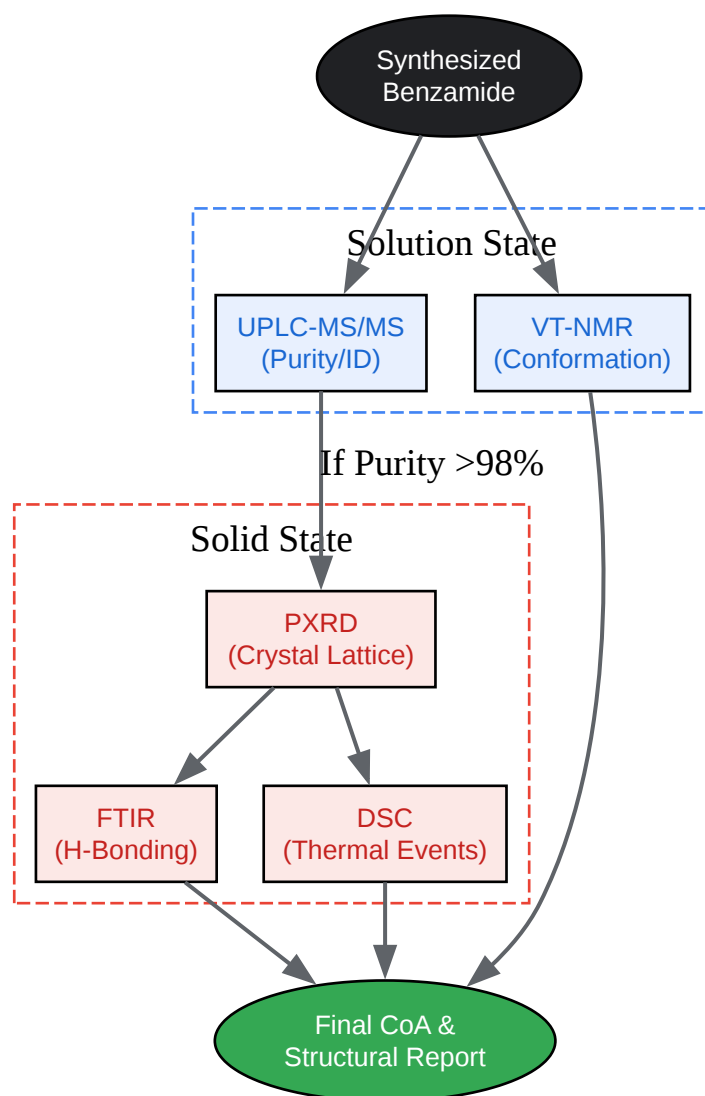 Synthesized
Benzamide
Solution State
UPLC-MS/MS
(Purity/ID)
VT-NMR
(Conformation)
If Purity >98%
Solid State
PXRD
(Crystal Lattice)
FTIR
(H-Bonding)
DSC
(Thermal Events)
Final CoA &
Structural Report